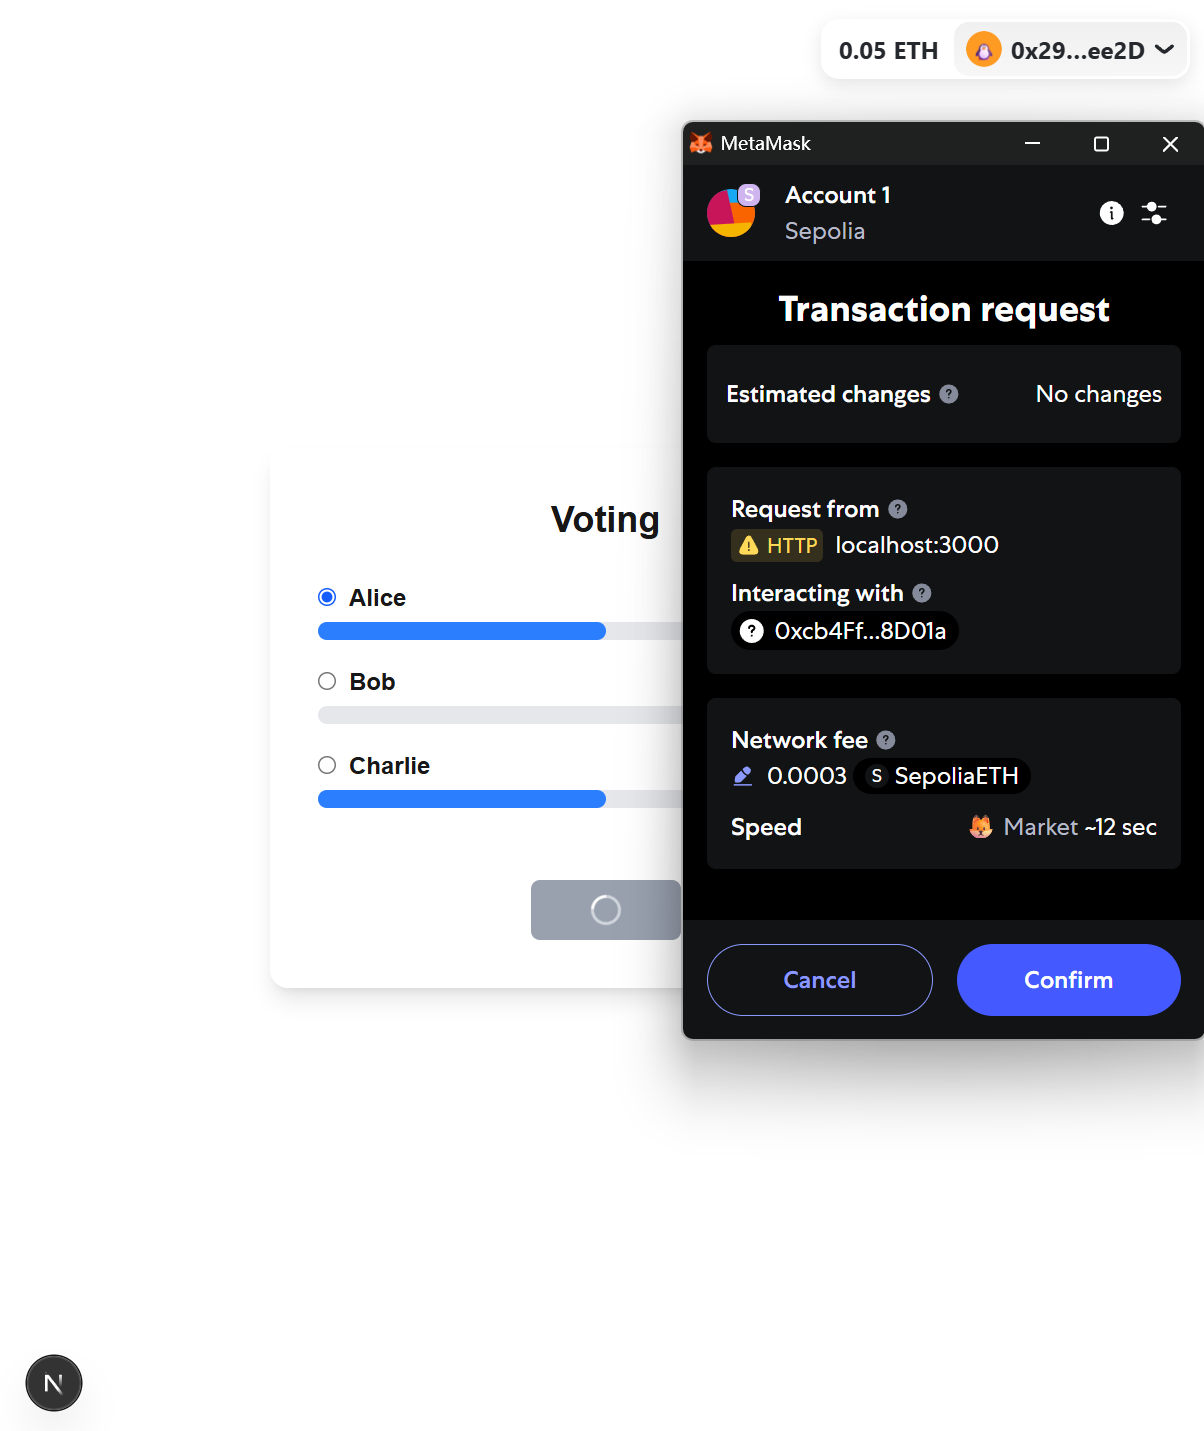 0.05 ETH 0x29...ee2D
MetaMask
S
Account 1
Sepolia
Transaction request
Estimated changes ? No changes
Request from ?
HTTP localhost:3000
Interacting with ?
? 0xcb4Ff...8D01a
Network fee ?
0.0003 S SepoliaETH
Speed Market ~12 sec
Cancel Confirm
Voting
Alice
Bob
Charlie
N